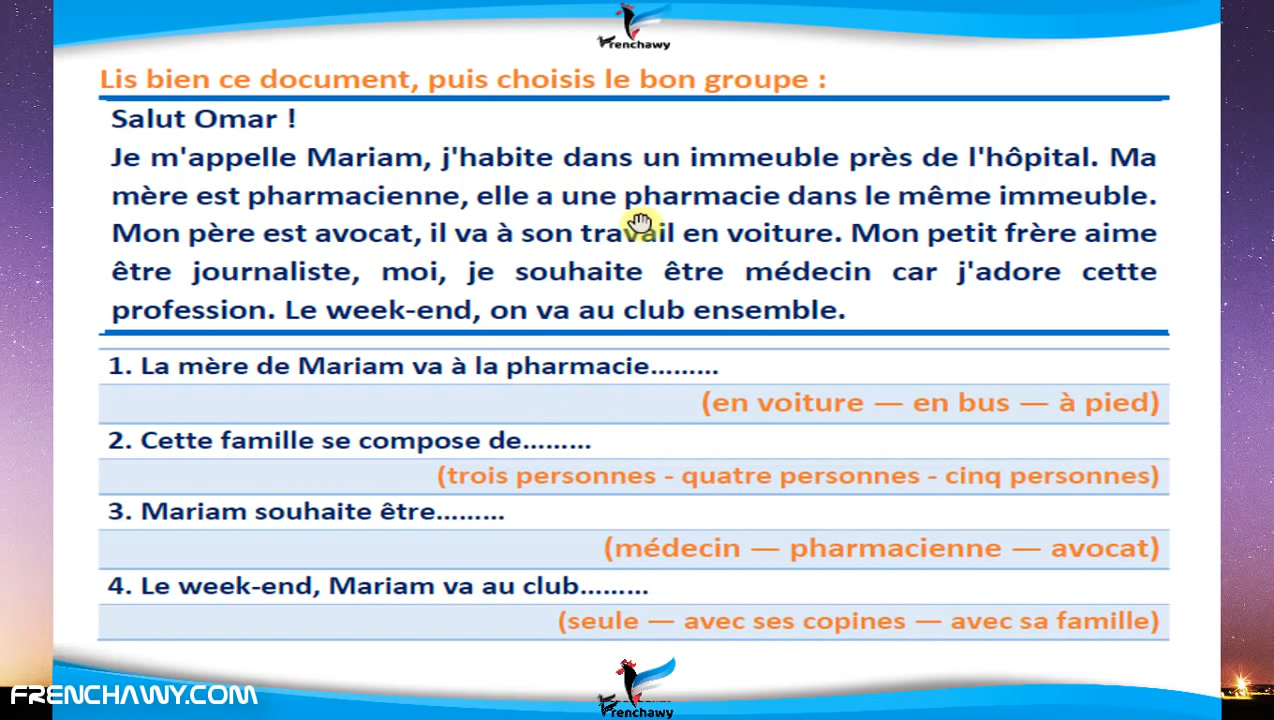 Frenchawy
Lis bien ce document, puis choisis le bon groupe :
Salut Omar !
Je m'appelle Mariam, j'habite dans un immeuble près de l'hôpital. Ma
mère est pharmacienne, elle a une pharmacie dans le même immeuble.
Mon père est avocat, il va à son travail en voiture. Mon petit frère aime
être journaliste, moi, je souhaite être médecin car j'adore cette
profession. Le week-end, on va au club ensemble.
1. La mère de Mariam va à la pharmacie.........
(en voiture — en bus — à pied)
2. Cette famille se compose de.........
(trois personnes - quatre personnes - cinq personnes)
3. Mariam souhaite être.........
(médecin — pharmacienne — avocat)
4. Le week-end, Mariam va au club.........
(seule — avec ses copines — avec sa famille)
FRENCHAWY.COM
Frenchawy